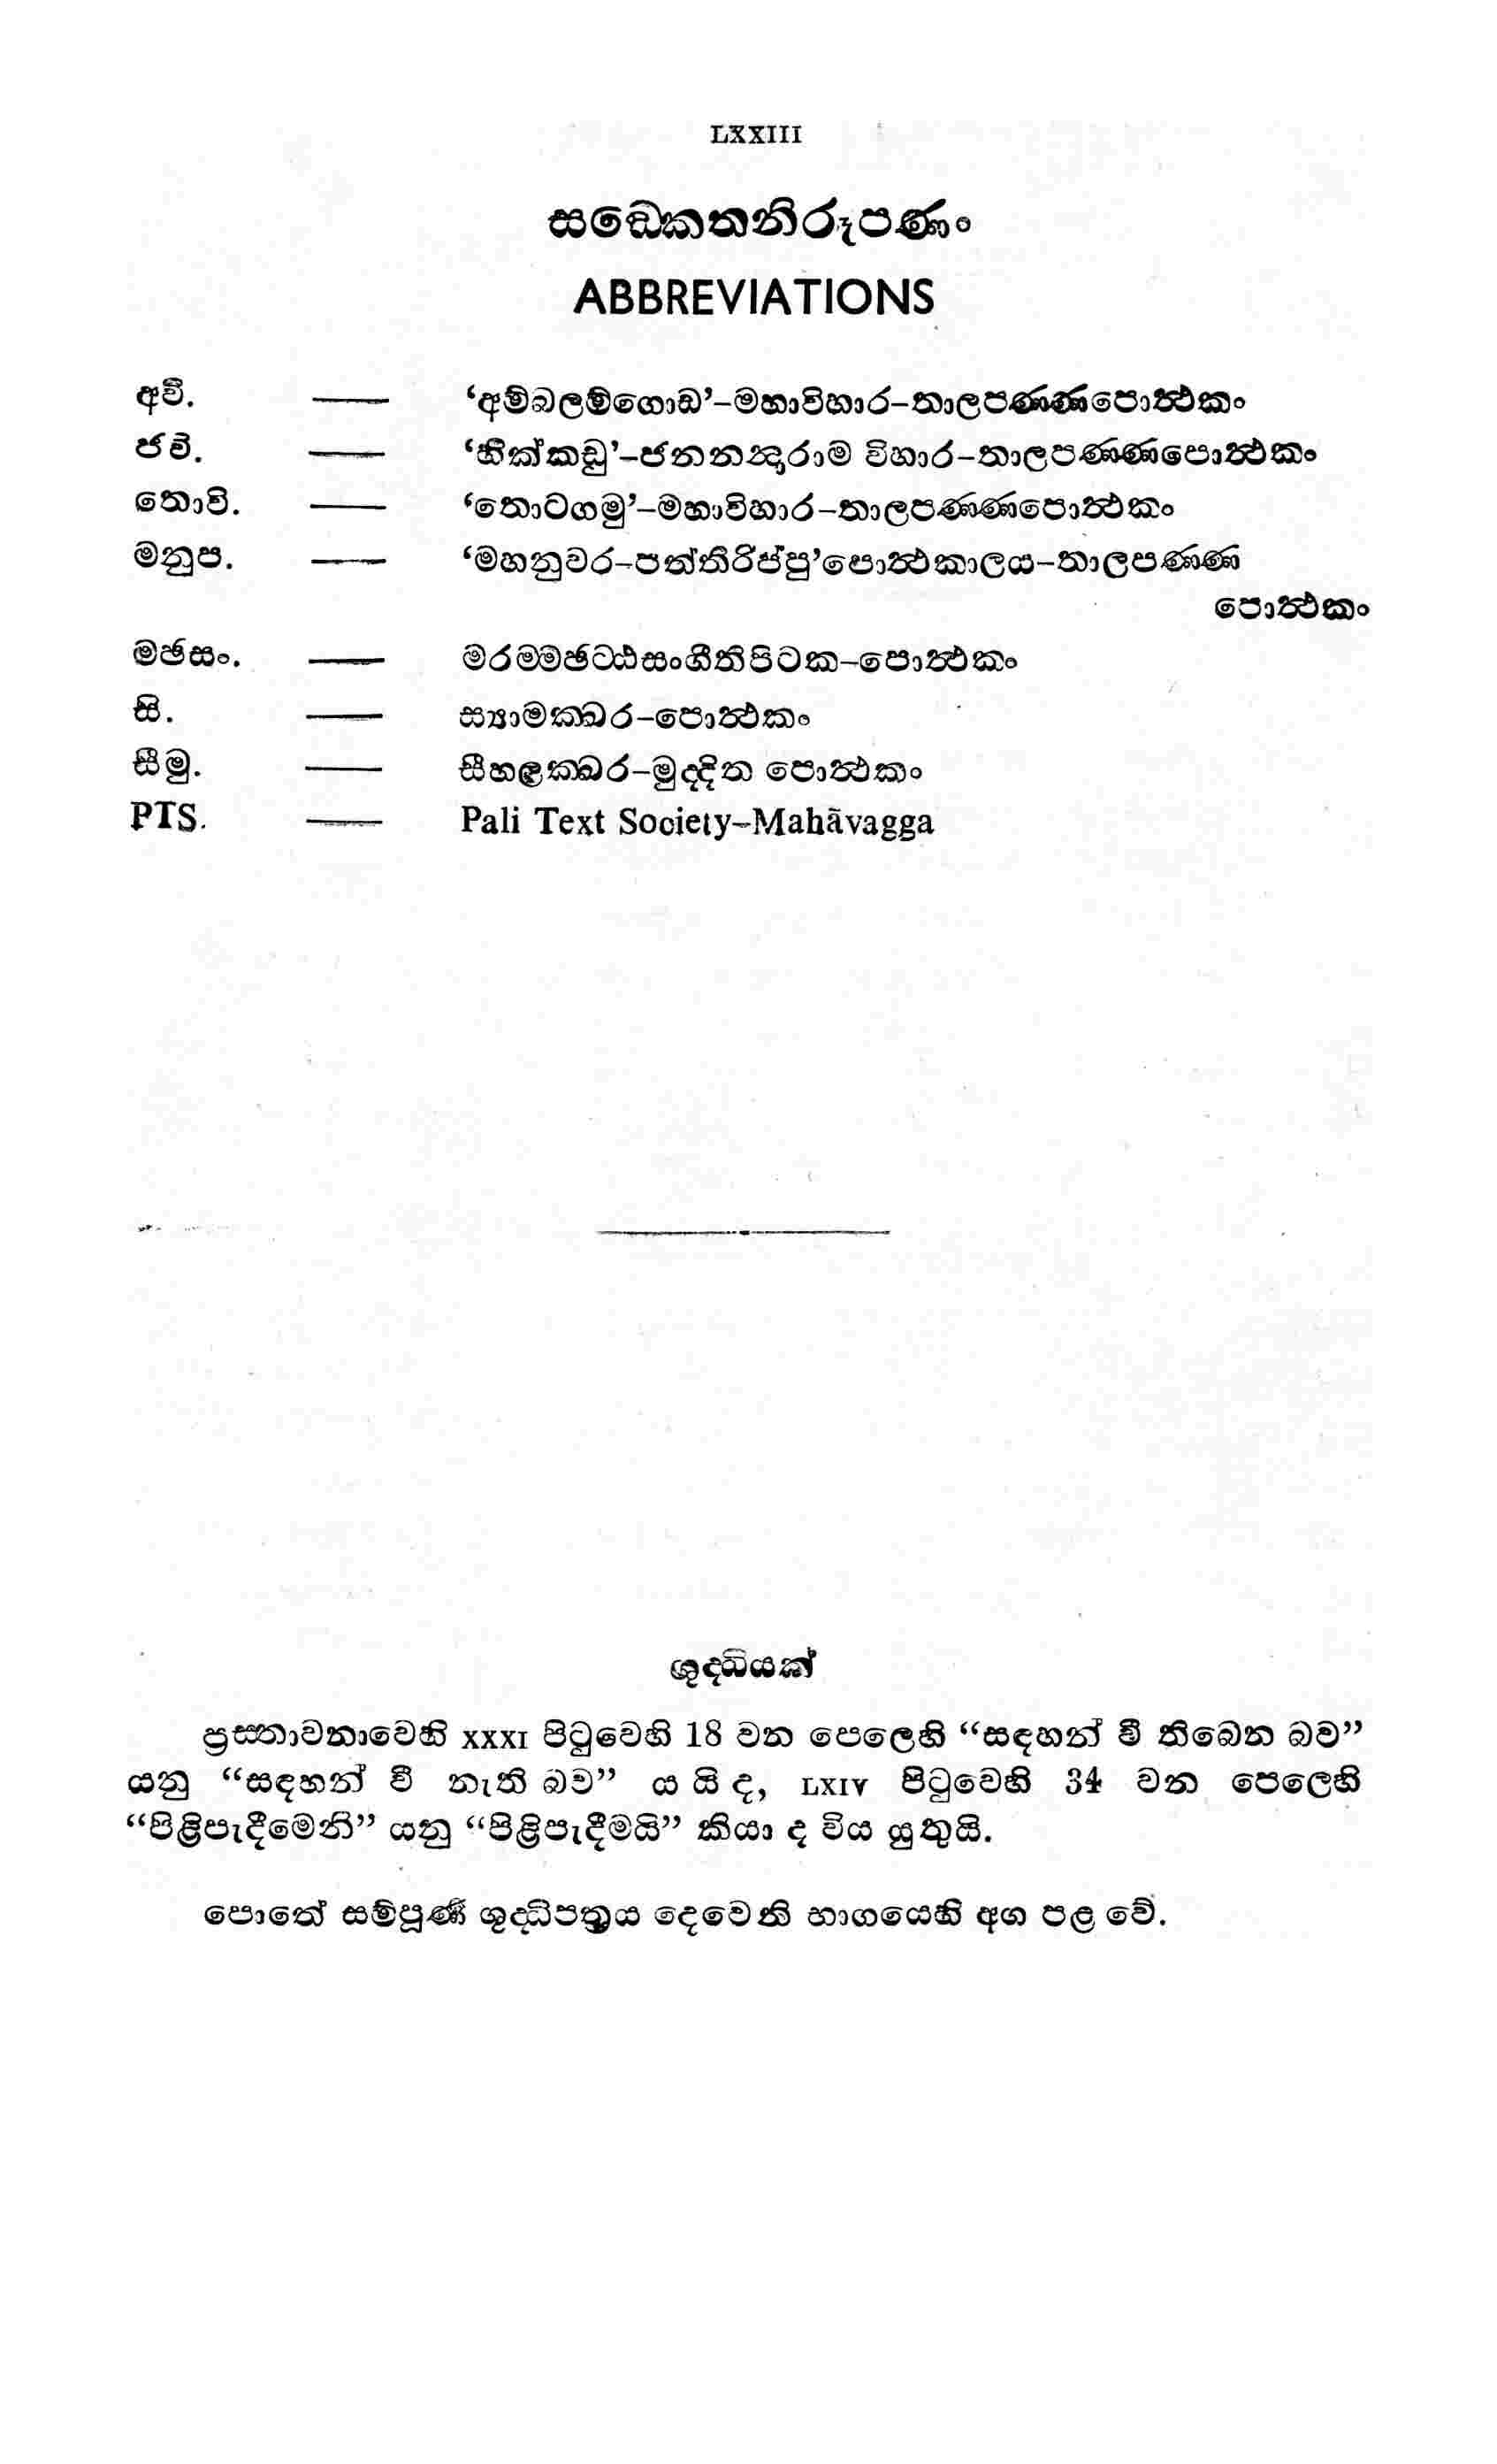 LXXIII
සඞ්කෙතනිරූපණං
ABBREVIATIONS
අවි. — ‘අම්බලම්ගොඩ’–මහාවිහාර–තාලපණ්ණපොත්‍ථකං
ජවි. — ‘හික්කඩු’–ජනනන්‍දාරාම විහාර–තාලපණ්ණපොත්‍ථකං
තොවි. — ‘තොටගමු’–මහාවිහාර–තාලපණ්ණපොත්‍ථකං
මනුප. — ‘මහනුවර–පත්තිරිප්පු’පොත්‍ථකාලය–තාලපණ්ණ
පොත්‍ථකං
මඡසං. — මරම්මඡට්ඨසංගීතිපිටක–පොත්‍ථකං
සි. — ස්‍යාමක්ඛර–පොත්‍ථකං
සීමු. — සීහළක්ඛර–මුද්දිත පොත්‍ථකං
PTS. — Pali Text Society–Mahāvagga
ශුද්ධියක්
ප්‍රස්තාවනාවෙහි XXXI පිටුවෙහි 18 වන පෙලෙහි “සඳහන් වී තිබෙන බව”
යනු “සඳහන් වී නැති බව” ය යි ද, LXIV පිටුවෙහි 34 වන පෙලෙහි
“පිළිපැදීමෙනි” යනු “පිළිපැදීමයි” කියා ද විය යුතුයි.
පොතේ සම්පූර්ණ ශුද්ධිපත්‍රය දෙවෙනි භාගයෙහි අග පළ වේ.